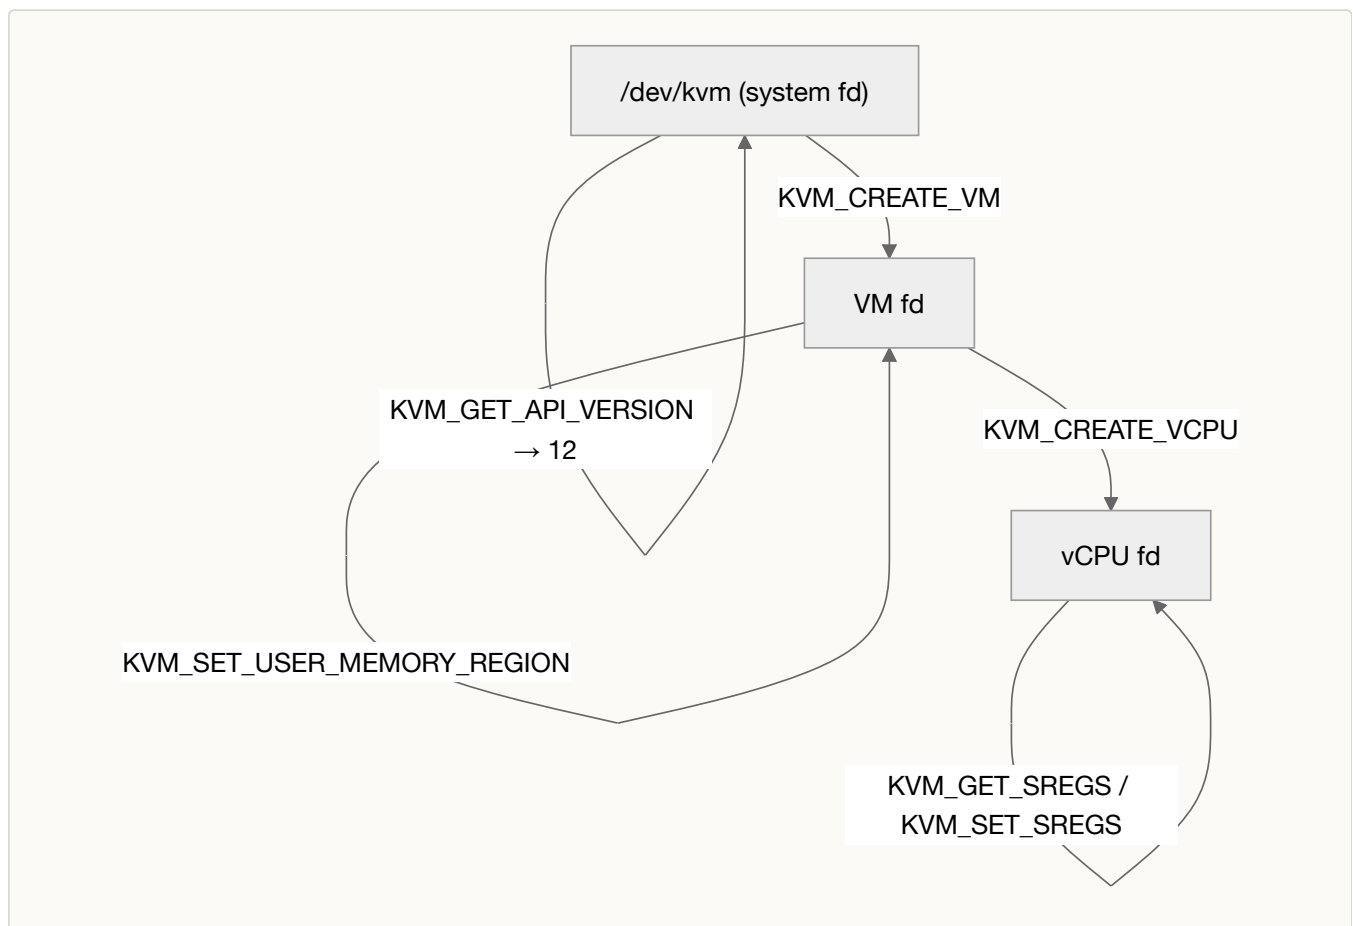 /dev/kvm (system fd)
KVM_CREATE_VM
VM fd
KVM_GET_API_VERSION
→ 12
KVM_CREATE_VCPU
vCPU fd
KVM_SET_USER_MEMORY_REGION
KVM_GET_SREGS /
KVM_SET_SREGS